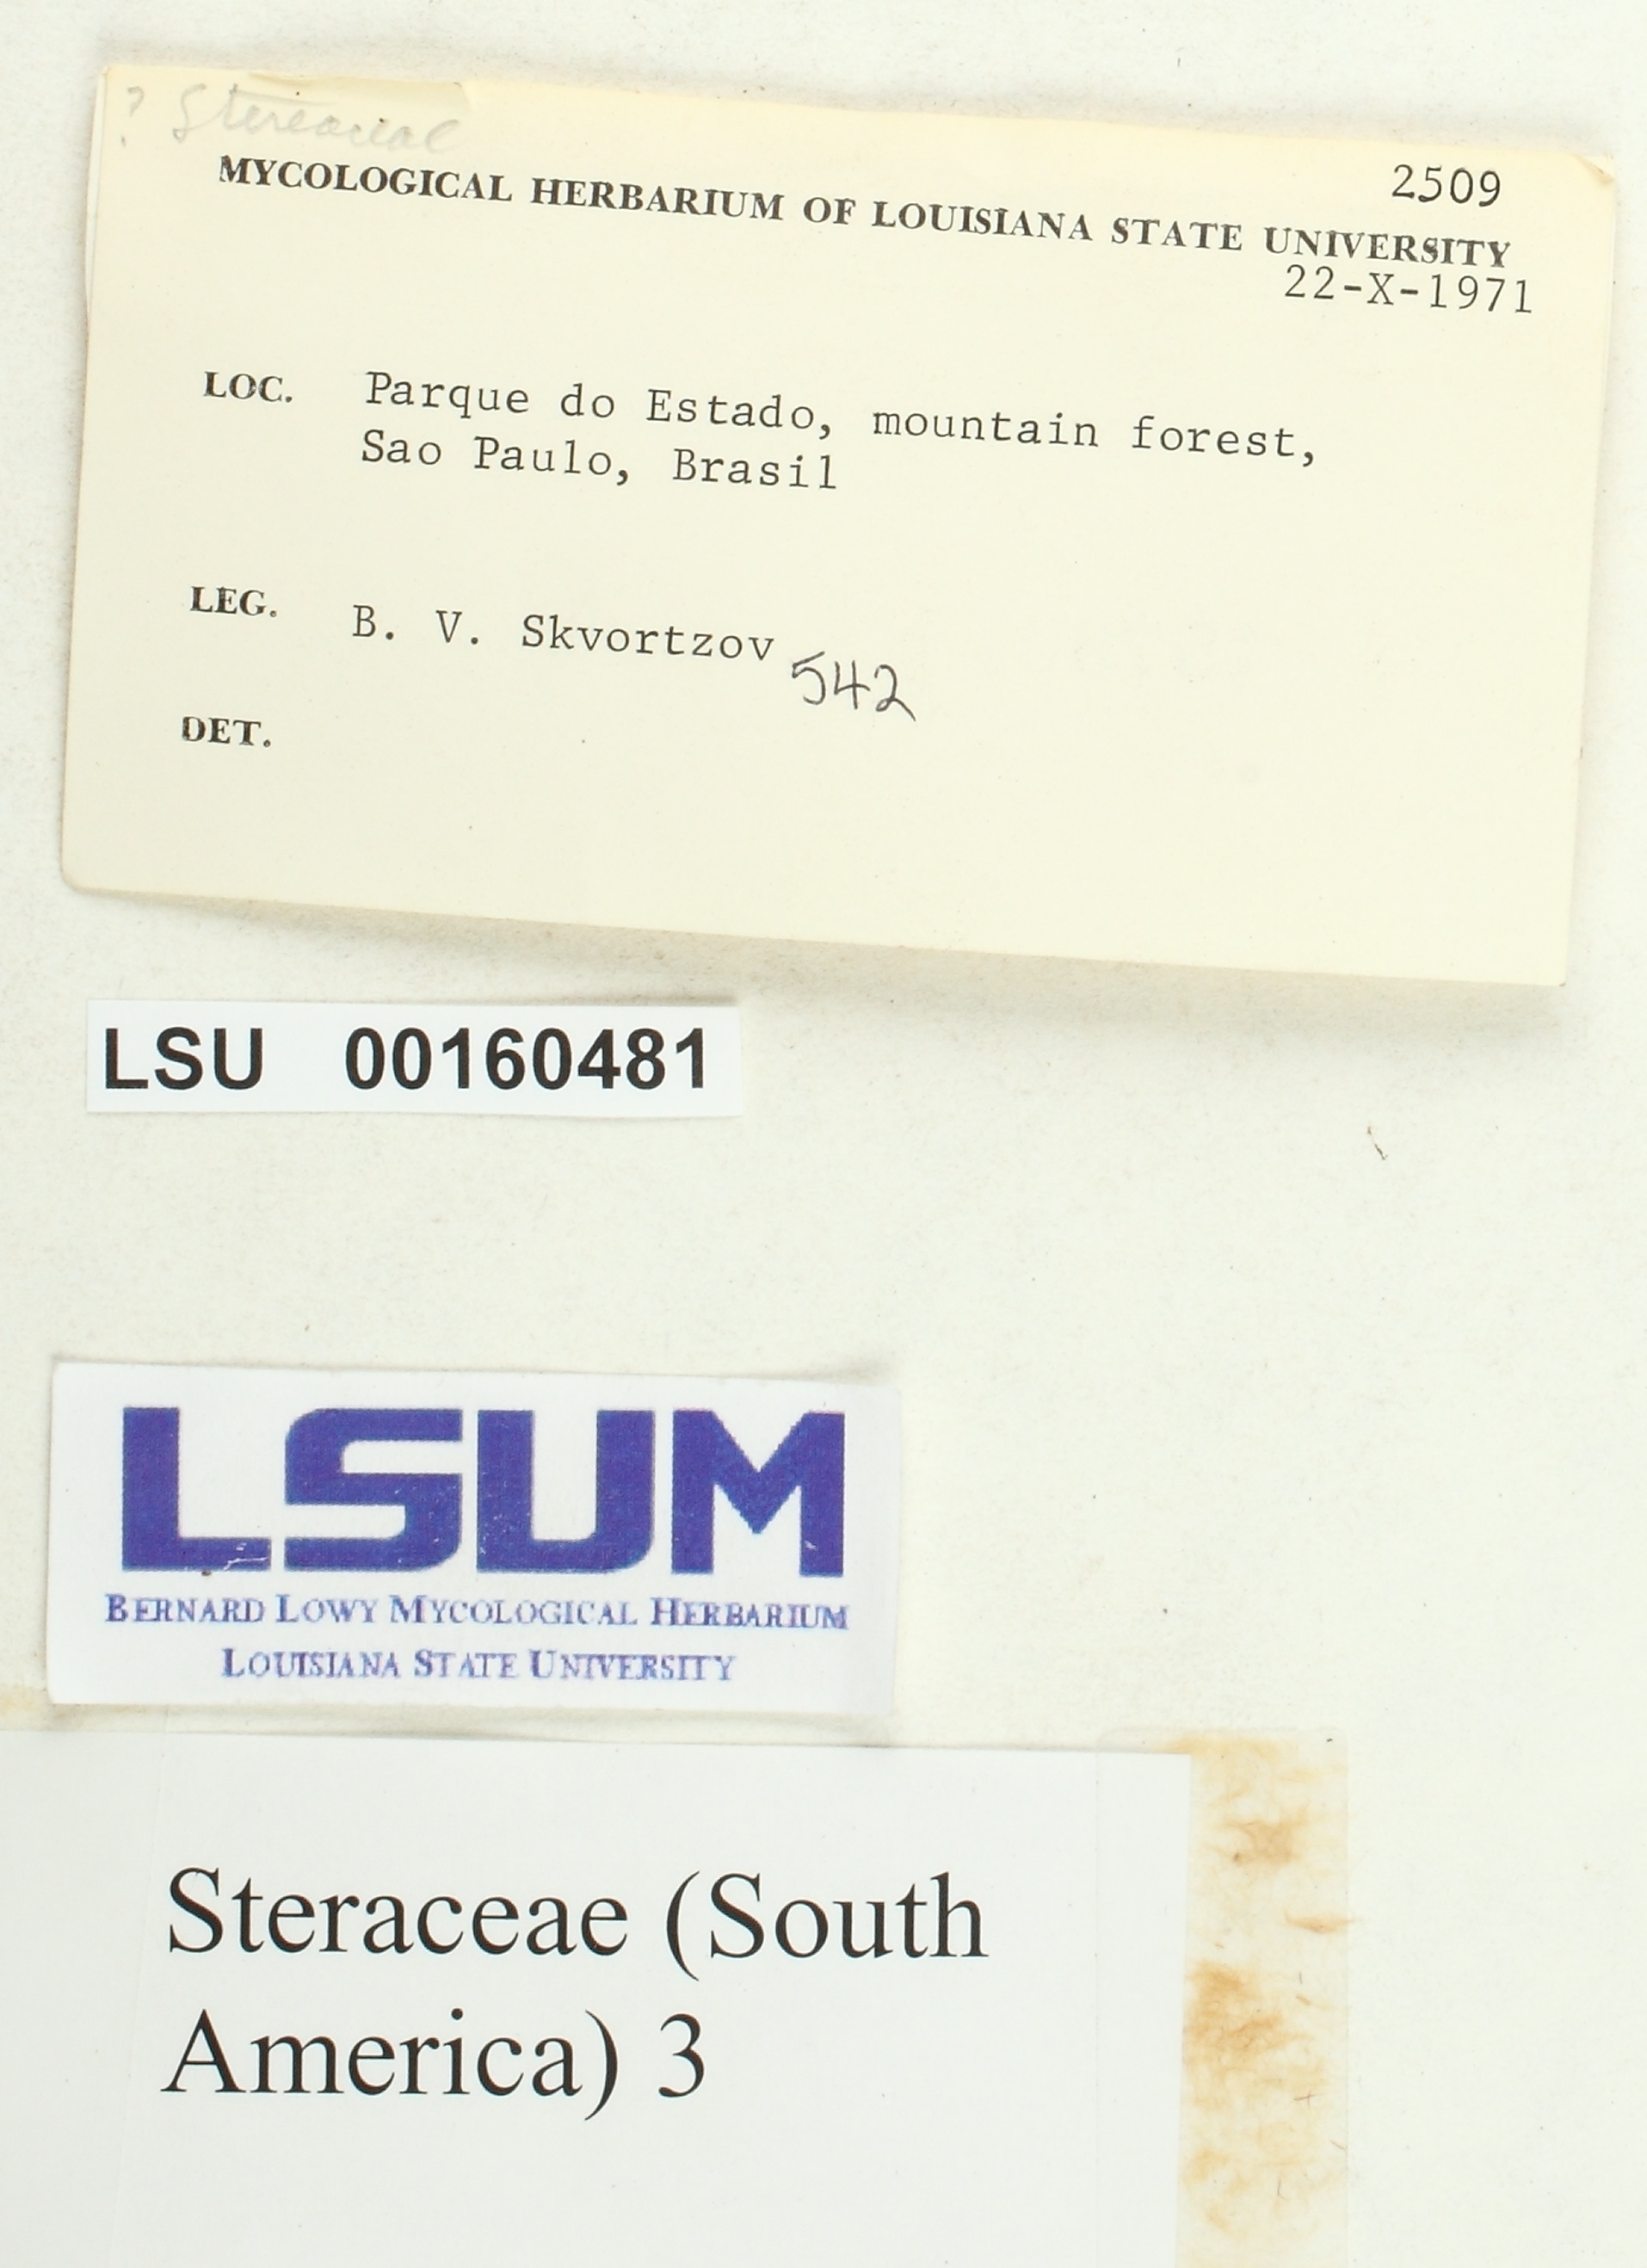 ? Stereaceae
MYCOLOGICAL HERBARIUM OF LOUISIANA STATE UNIVERSITY
2509
22-X-1971
LOC. Parque do Estado, mountain forest,
Sao Paulo, Brasil
LEG. B. V. Skvortzov 542
DET.
LSU 00160481
LSUM
BERNARD LOWY MYCOLOGICAL HERBARIUM
LOUISIANA STATE UNIVERSITY
Steraceae (South
America) 3